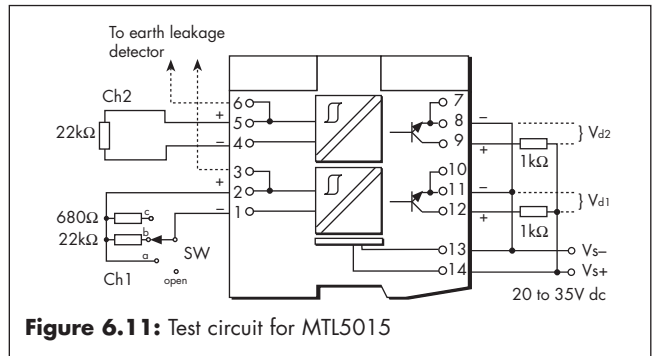 To earth leakage
detector
Ch2
22kΩ
+
−
+
−
6
5
4
3
2
1
680Ω
22kΩ
c
b
a
SW
open
Ch1
7
8
9
10
11
12
13
14
−
+
−
+
1kΩ
1kΩ
} Vd2
} Vd1
Vs−
Vs+
20 to 35V dc
Figure 6.11: Test circuit for MTL5015